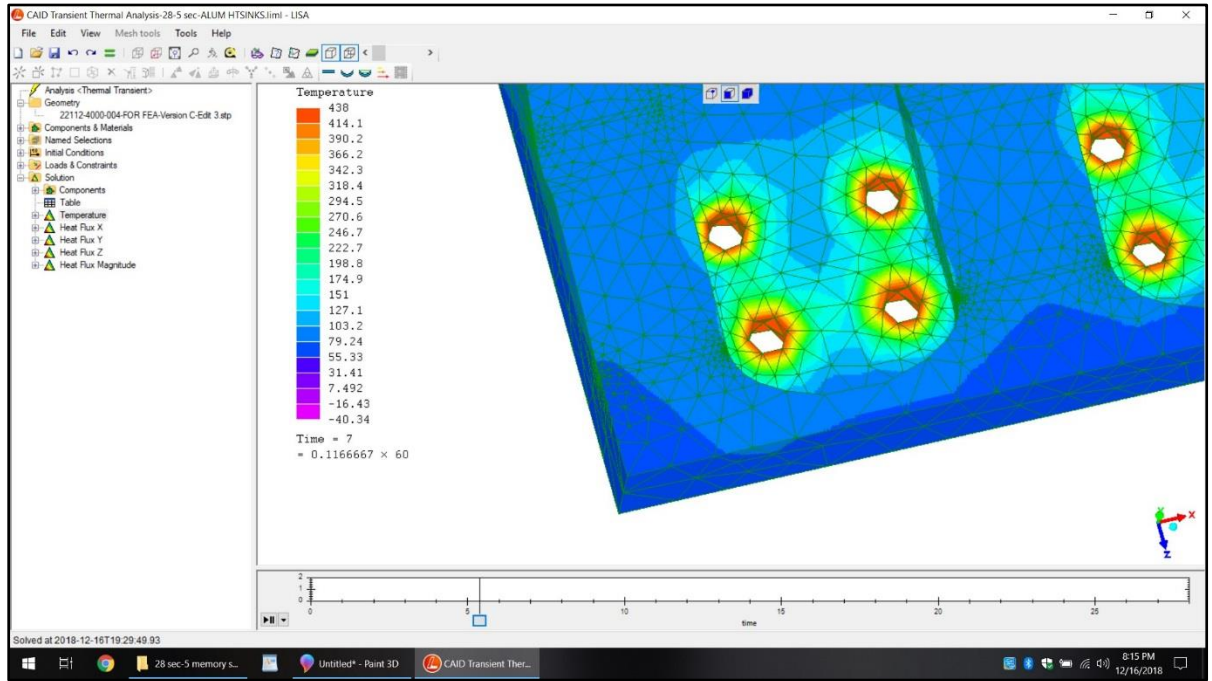 CAID Transient Thermal Analysis-28-5 sec-ALUM HTSINKS.liml - LISA
File Edit View Mesh tools Tools Help
Analysis <Thermal Transient>
Geometry
22112-4000-004-FOR FEA-Version C-Edit 3.stp
Components & Materials
Named Selections
Initial Conditions
Loads & Constraints
Solution
Components
Table
Temperature
Heat Flux X
Heat Flux Y
Heat Flux Z
Heat Flux Magnitude
Temperature
438
414.1
390.2
366.2
342.3
318.4
294.5
270.6
246.7
222.7
198.8
174.9
151
127.1
103.2
79.24
55.33
31.41
7.492
-16.43
-40.34
Time = 7
= 0.1166667 × 60
Y
X
Z
2
1
0
0 5 10 15 20 25
time
Solved at 2018-12-16T19:29:49.93
28 sec-5 memory s...
Untitled* - Paint 3D
CAID Transient Ther...
8:15 PM
12/16/2018